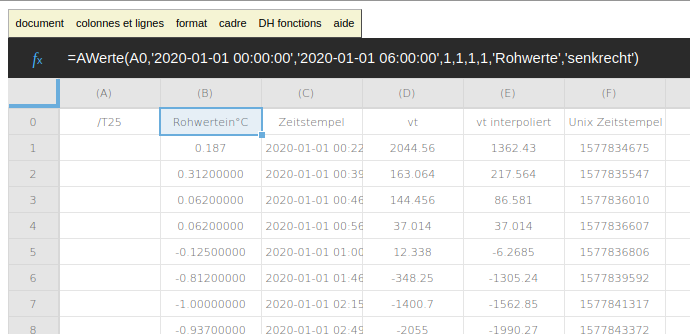 document colonnes et lignes format cadre DH fonctions aide
fx =AWerte(A0,'2020-01-01 00:00:00','2020-01-01 06:00:00',1,1,1,1,'Rohwerte','senkrecht')
(A) (B) (C) (D) (E) (F)
0 /T25 Rohwertein°C Zeitstempel vt vt interpoliert Unix Zeitstempel
1 0.187 2020-01-01 00:22 2044.56 1362.43 1577834675
2 0.31200000 2020-01-01 00:39 163.064 217.564 1577835547
3 0.06200000 2020-01-01 00:46 144.456 86.581 1577836010
4 0.06200000 2020-01-01 00:56 37.014 37.014 1577836607
5 -0.12500000 2020-01-01 01:00 12.338 -6.2685 1577836806
6 -0.81200000 2020-01-01 01:46 -348.25 -1305.24 1577839592
7 -1.00000000 2020-01-01 02:15 -1400.7 -1562.85 1577841317
8 -0.93700000 2020-01-01 02:49 -2055 -1990.27 1577843372